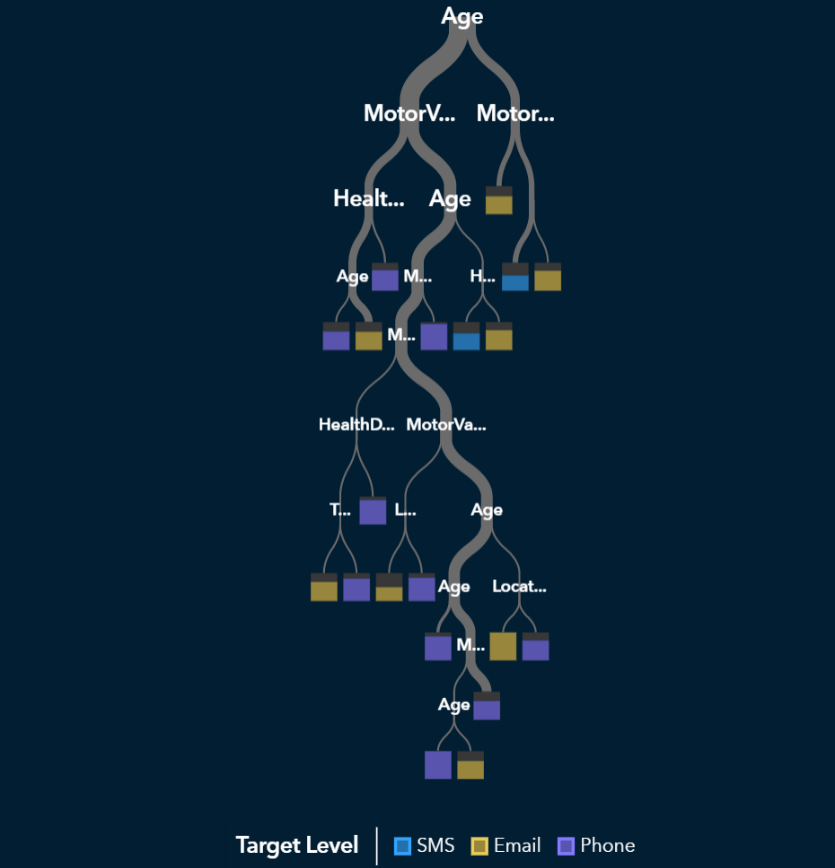 Age
MotorV... Motor...
Healt... Age
Age M... H...
M...
HealthD... MotorVa...
T... L... Age
Age Locat...
M...
Age
Target Level SMS Email Phone